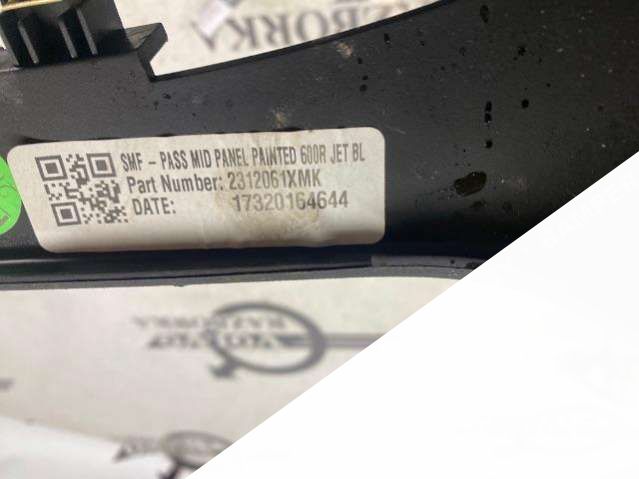 SMF - PASS MID PANEL PAINTED 600R JET BL
Part Number: 2312061XMK
DATE: 17320164644